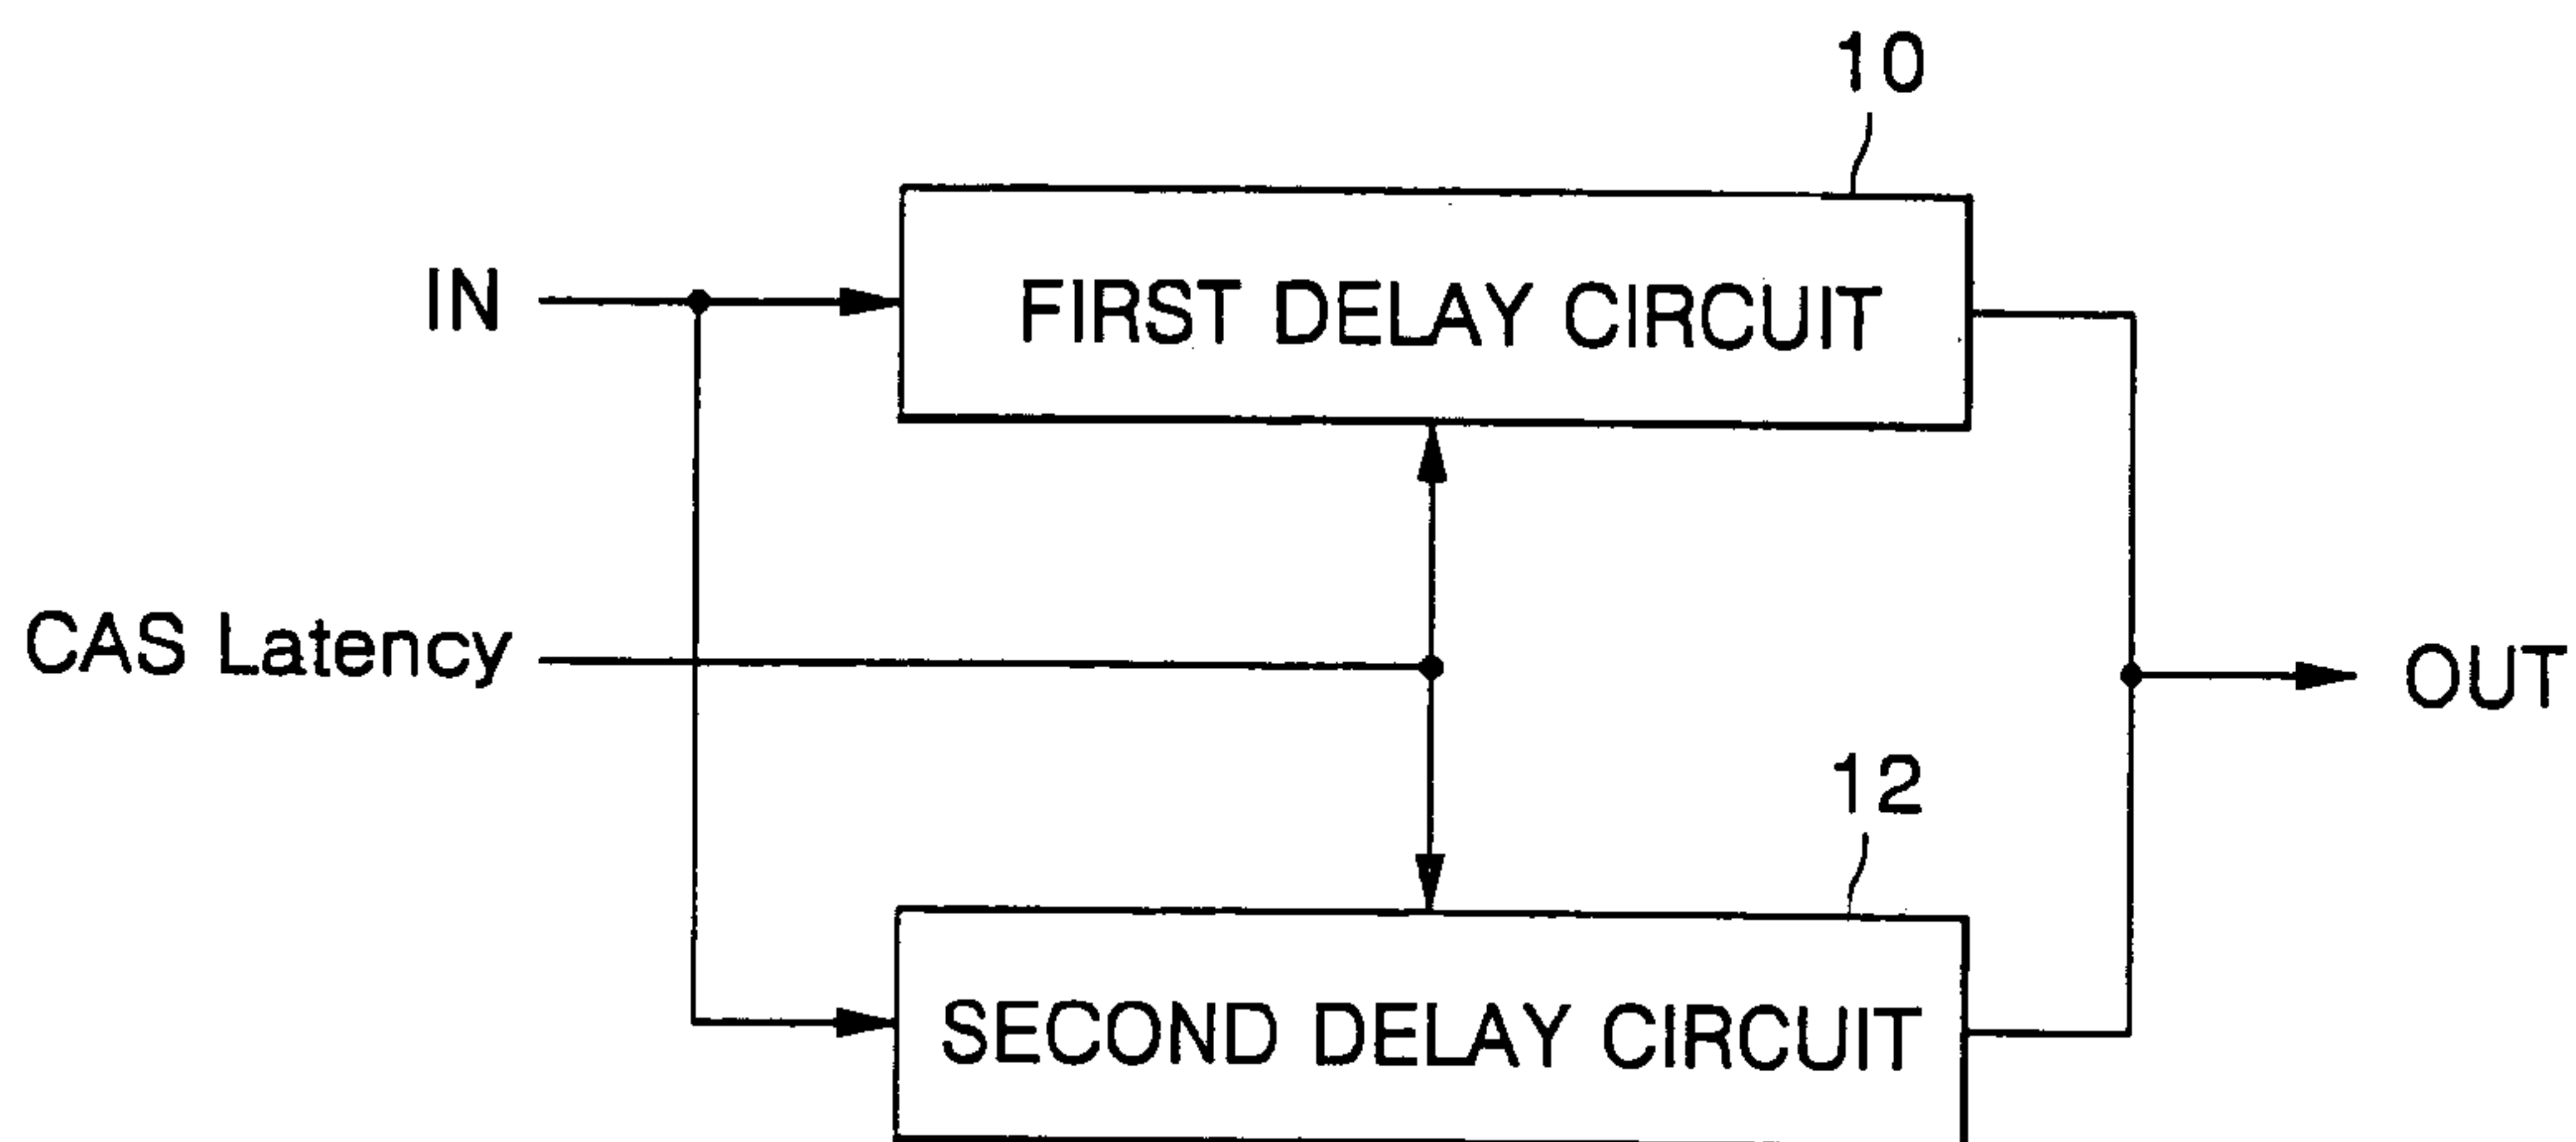 10
IN
FIRST DELAY CIRCUIT
CAS Latency
OUT
12
SECOND DELAY CIRCUIT